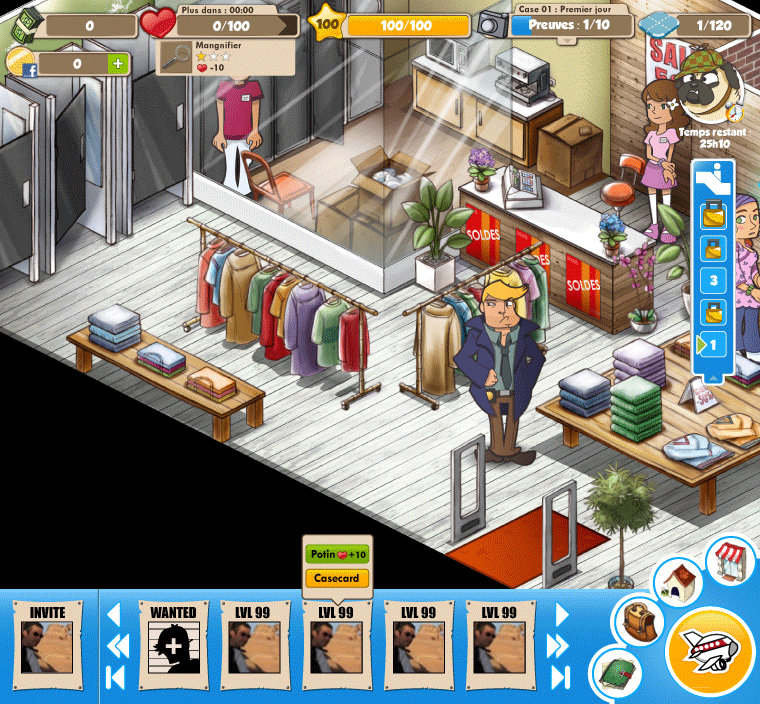 Plus dans : 00:00
Case 01 : Premier jour
0
0/100
100
100/100
Preuves : 1/10
1/120
f
0
+
Mangnifier
-10
SAL
Temps restant :
25h10
SOLDES
SOLDES
3
1
Potin +10
Casecard
INVITE
WANTED
LVL 99
LVL 99
LVL 99
LVL 99